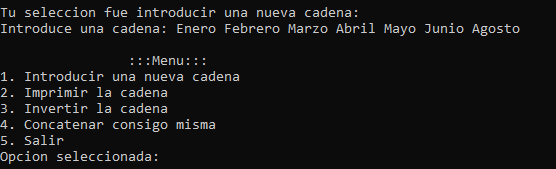 Tu seleccion fue introducir una nueva cadena:
Introduce una cadena: Enero Febrero Marzo Abril Mayo Junio Agosto
:::Menu:::
1. Introducir una nueva cadena
2. Imprimir la cadena
3. Invertir la cadena
4. Concatenar consigo misma
5. Salir
Opcion seleccionada: